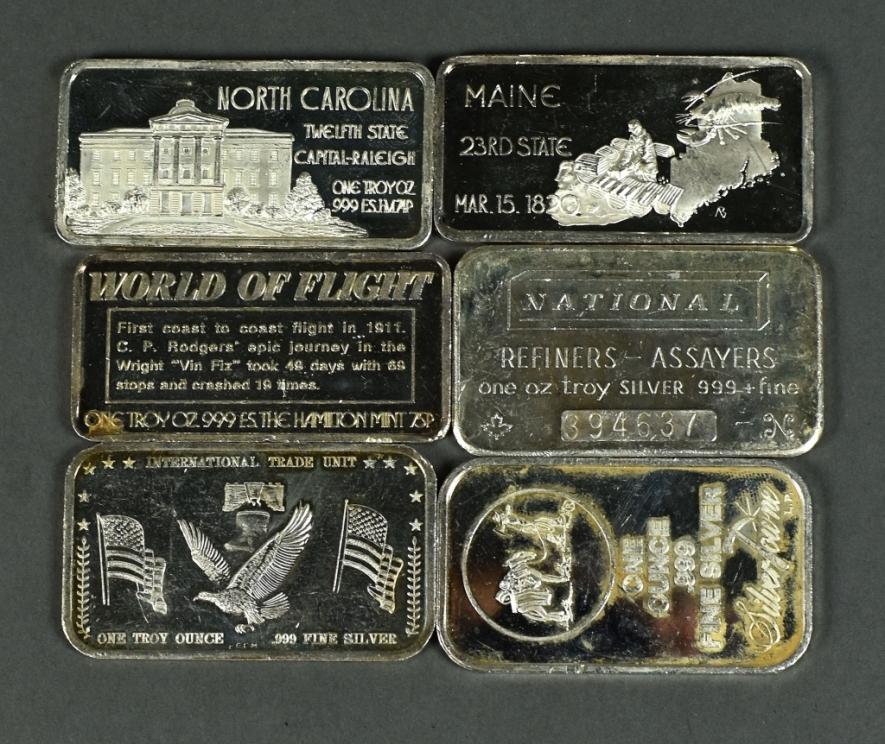 NORTH CAROLINA
TWELFTH STATE
CAPITAL-RALEIGH
ONE TROY OZ
.999 F.S. H.M.74P
MAINE
23RD STATE
MAR. 15. 1820
WORLD OF FLIGHT
First coast to coast flight in 1911.
C. P. Rodgers' epic journey in the
Wright "Vin Fiz" took 49 days with 69
stops and crashed 19 times.
ONE TROY OZ. 999 F.S. THE HAMILTON MINT 75P
NATIONAL
REFINERS - ASSAYERS
one oz troy SILVER 999+fine
394637 - N
INTERNATIONAL TRADE UNIT
ONE TROY OUNCE .999 FINE SILVER
ONE
OUNCE
999
FINE SILVER
Silvertowne
L.P.